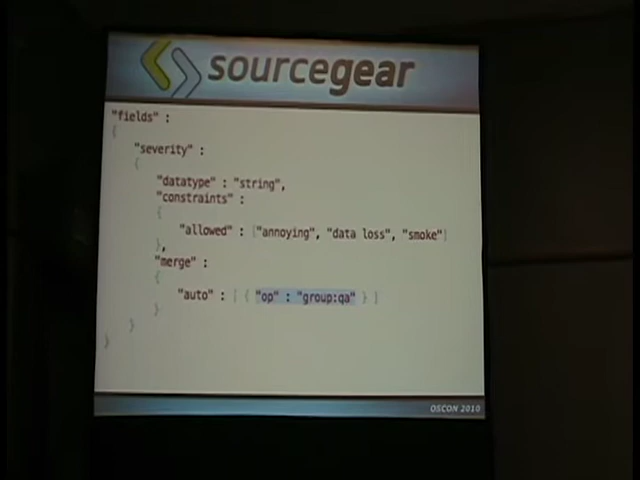 sourcegear
"fields" :
{
"severity" :
{
"datatype" : "string",
"constraints" :
{
"allowed" : ["annoying", "data loss", "smoke"]
},
"merge" :
{
"auto" : [ { "op" : "group:qa" } ]
}
}
}
OSCON 2010